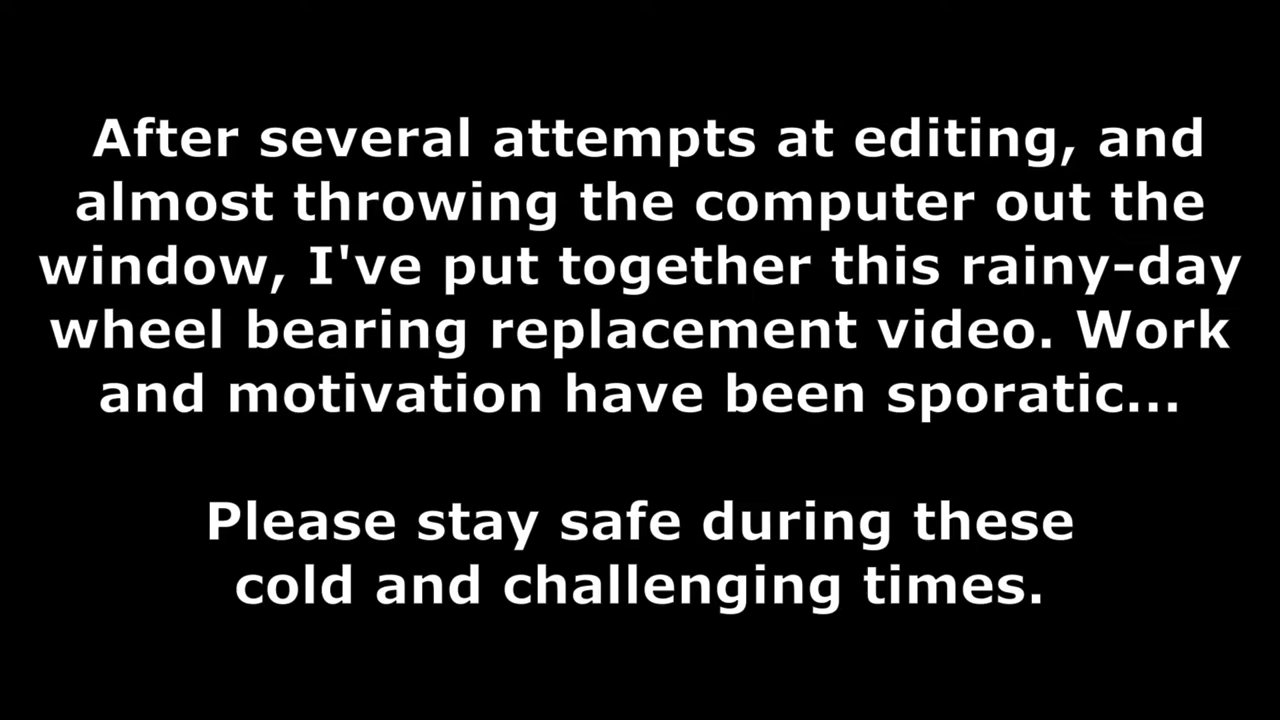 After several attempts at editing, and
almost throwing the computer out the
window, I've put together this rainy-day
wheel bearing replacement video. Work
and motivation have been sporatic...
Please stay safe during these
cold and challenging times.